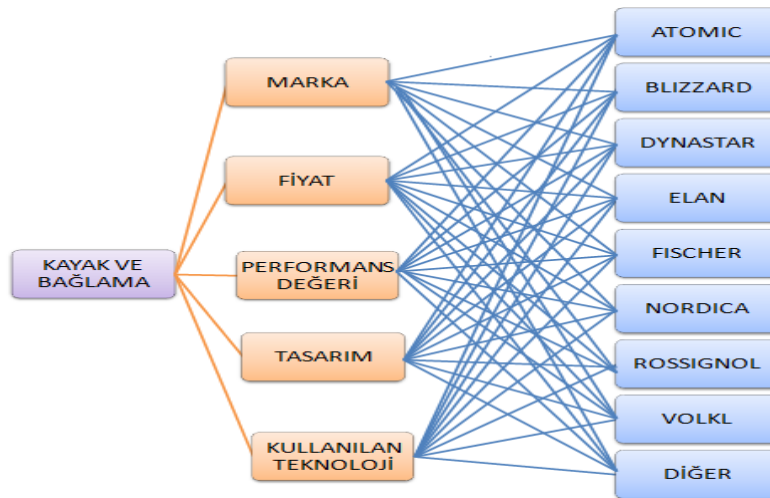 KAYAK VE
BAĞLAMA
MARKA
FİYAT
PERFORMANS
DEĞERİ
TASARIM
KULLANILAN
TEKNOLOJİ
ATOMIC
BLIZZARD
DYNASTAR
ELAN
FISCHER
NORDICA
ROSSIGNOL
VOLKL
DİĞER